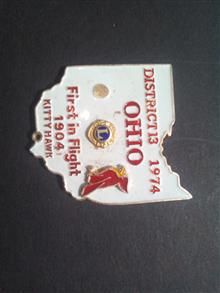 DISTRICT 13 1974
OHIO
L
First in Flight
1904
KITTY HAWK